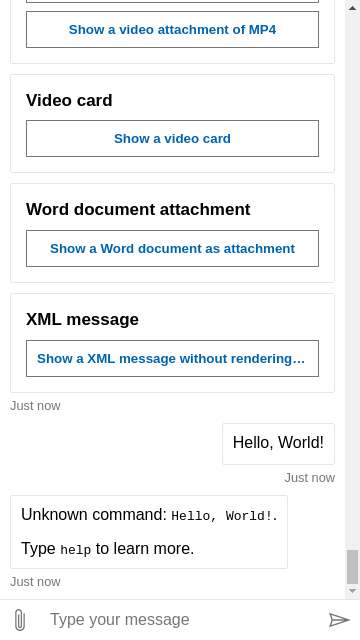 Show a video attachment of MP4
Video card
Show a video card
Word document attachment
Show a Word document as attachment
XML message
Show a XML message without rendering…
Just now
Hello, World!
Just now
Unknown command: Hello, World!.
Type help to learn more.
Just now
Type your message